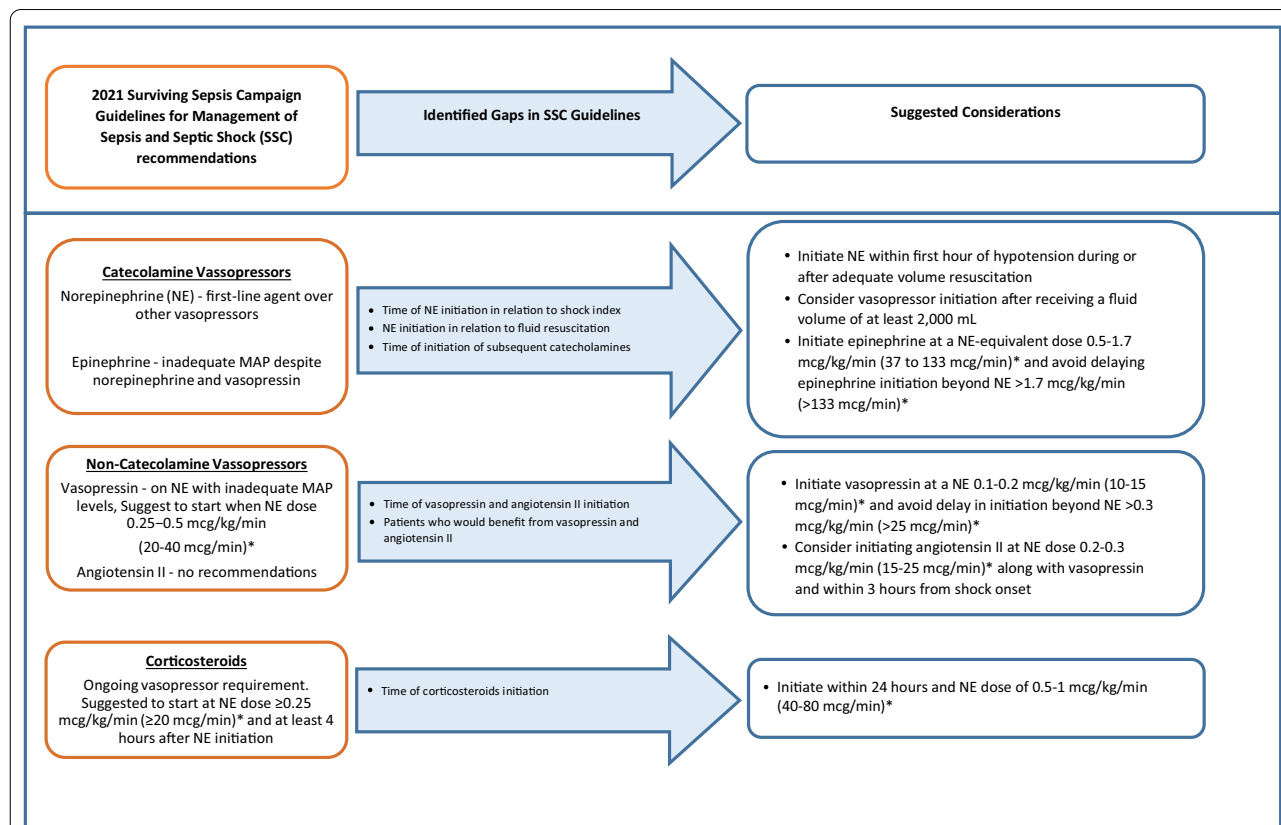 2021 Surviving Sepsis Campaign
Guidelines for Management of
Sepsis and Septic Shock (SSC)
recommendations
Identified Gaps in SSC Guidelines
Suggested Considerations
Catecolamine Vassopressors
Norepinephrine (NE) - first-line agent over
other vasopressors
Epinephrine - inadequate MAP despite
norepinephrine and vasopressin
• Time of NE initiation in relation to shock index
• NE initiation in relation to fluid resuscitation
• Time of initiation of subsequent catecholamines
• Initiate NE within first hour of hypotension during or
after adequate volume resuscitation
• Consider vasopressor initiation after receiving a fluid
volume of at least 2,000 mL
• Initiate epinephrine at a NE-equivalent dose 0.5-1.7
mcg/kg/min (37 to 133 mcg/min)* and avoid delaying
epinephrine initiation beyond NE >1.7 mcg/kg/min
(>133 mcg/min)*
Non-Catecolamine Vassopressors
Vasopressin - on NE with inadequate MAP
levels, Suggest to start when NE dose
0.25–0.5 mcg/kg/min
(20-40 mcg/min)*
Angiotensin II - no recommendations
• Time of vasopressin and angiotensin II initiation
• Patients who would benefit from vasopressin and
angiotensin II
• Initiate vasopressin at a NE 0.1-0.2 mcg/kg/min (10-15
mcg/min)* and avoid delay in initiation beyond NE >0.3
mcg/kg/min (>25 mcg/min)*
• Consider initiating angiotensin II at NE dose 0.2-0.3
mcg/kg/min (15-25 mcg/min)* along with vasopressin
and within 3 hours from shock onset
Corticosteroids
Ongoing vasopressor requirement.
Suggested to start at NE dose ≥0.25
mcg/kg/min (≥20 mcg/min)* and at least 4
hours after NE initiation
• Time of corticosteroids initiation
• Initiate within 24 hours and NE dose of 0.5-1 mcg/kg/min
(40-80 mcg/min)*